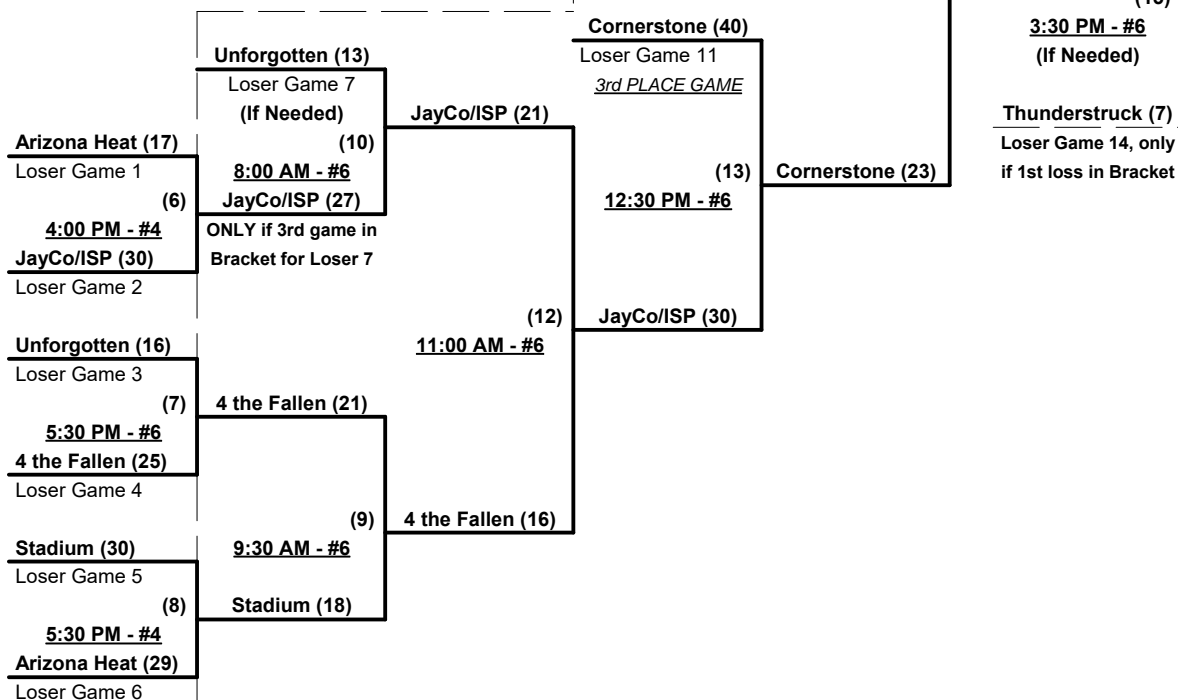 (15)
Cornerstone (40)
3:30 PM - #6
Unforgotten (13)
Loser Game 11
(If Needed)
Loser Game 7
3rd PLACE GAME
(If Needed)
JayCo/ISP (21)
Thunderstruck (7)
Arizona Heat (17)
(10)
Loser Game 14, only
Loser Game 1
8:00 AM - #6
(13)
Cornerstone (23)
if 1st loss in Bracket
(6)
JayCo/ISP (27)
12:30 PM - #6
4:00 PM - #4
ONLY if 3rd game in
JayCo/ISP (30)
Bracket for Loser 7
Loser Game 2
(12)
JayCo/ISP (30)
Unforgotten (16)
11:00 AM - #6
Loser Game 3
(7)
4 the Fallen (21)
5:30 PM - #6
4 the Fallen (25)
Loser Game 4
(9)
4 the Fallen (16)
Stadium (30)
9:30 AM - #6
Loser Game 5
(8)
Stadium (18)
5:30 PM - #4
Arizona Heat (29)
Loser Game 6